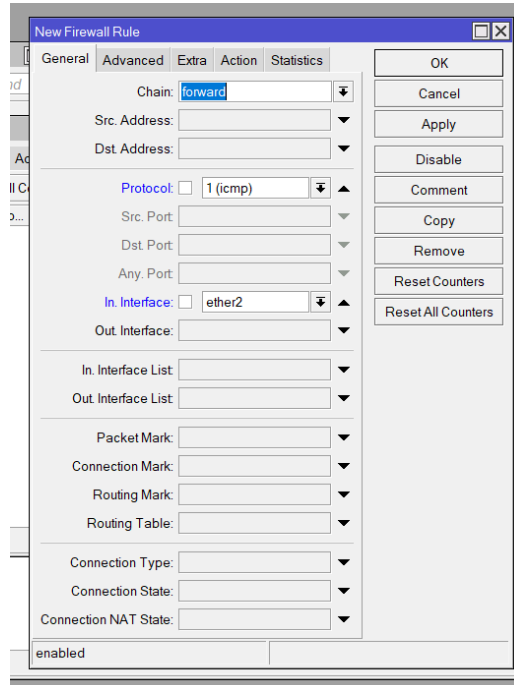 New Firewall Rule
General Advanced Extra Action Statistics
Chain: forward
Src. Address:
Dst. Address:
Protocol: 1 (icmp)
Src. Port:
Dst. Port:
Any. Port:
In. Interface: ether2
Out. Interface:
In. Interface List:
Out. Interface List:
Packet Mark:
Connection Mark:
Routing Mark:
Routing Table:
Connection Type:
Connection State:
Connection NAT State:
enabled
OK
Cancel
Apply
Disable
Comment
Copy
Remove
Reset Counters
Reset All Counters